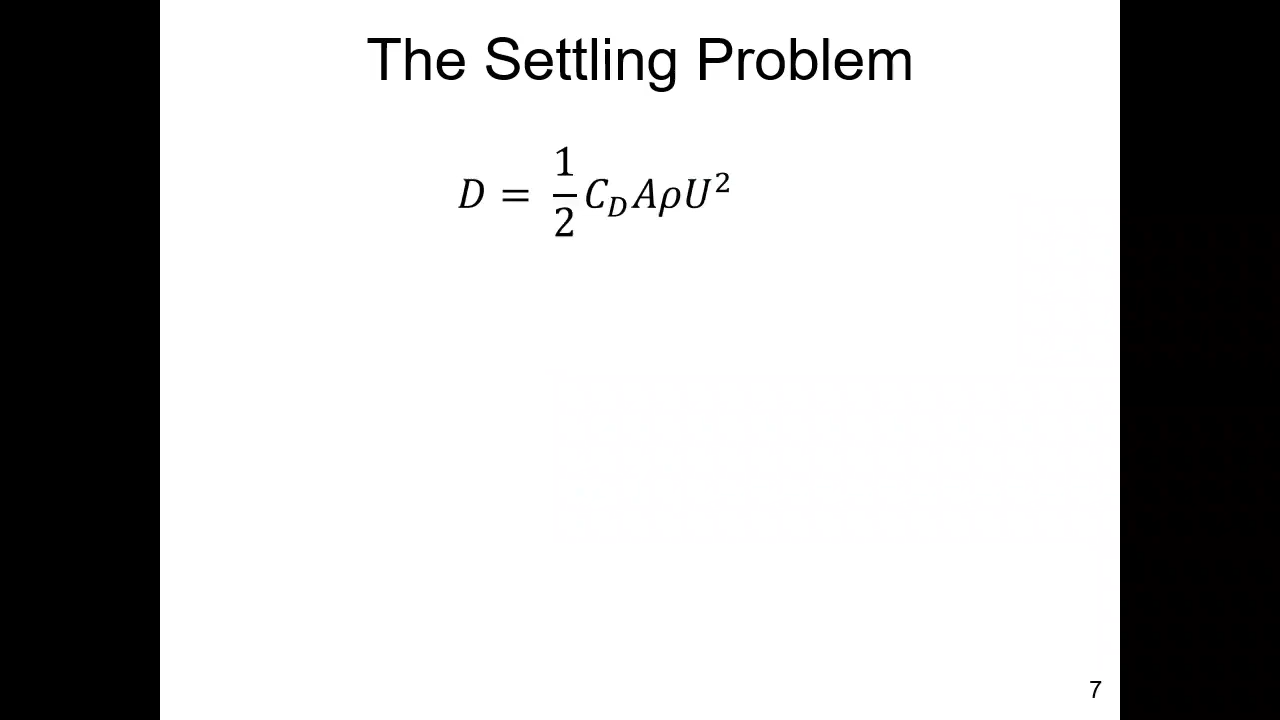 The Settling Problem
D = 1/2 C_D AρU²
7